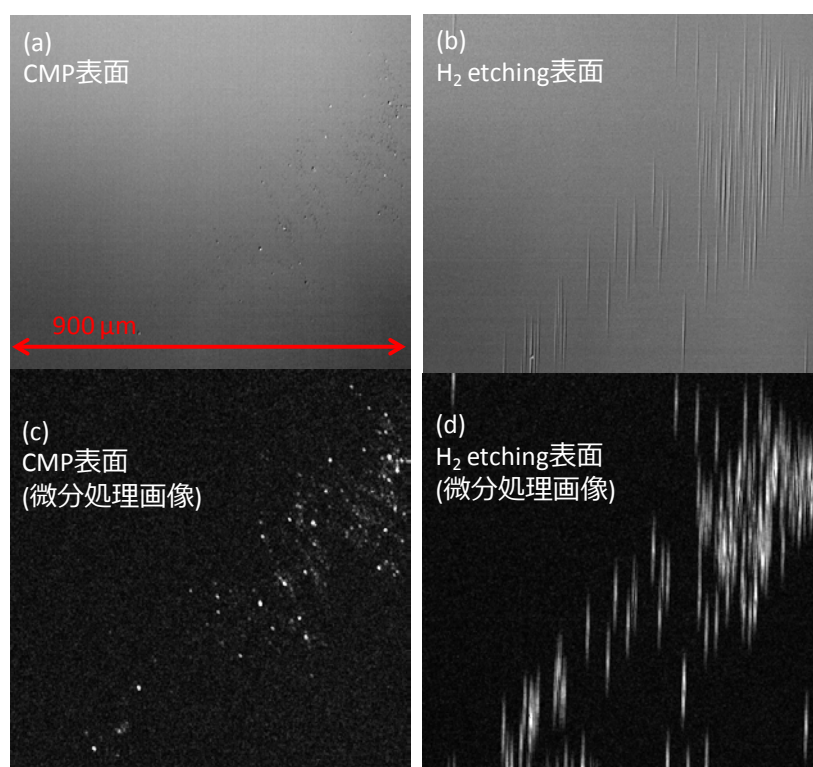 (a)
CMP表面
(b)
H₂ etching表面
900 μm
(c)
CMP表面
(微分処理画像)
(d)
H₂ etching表面
(微分処理画像)